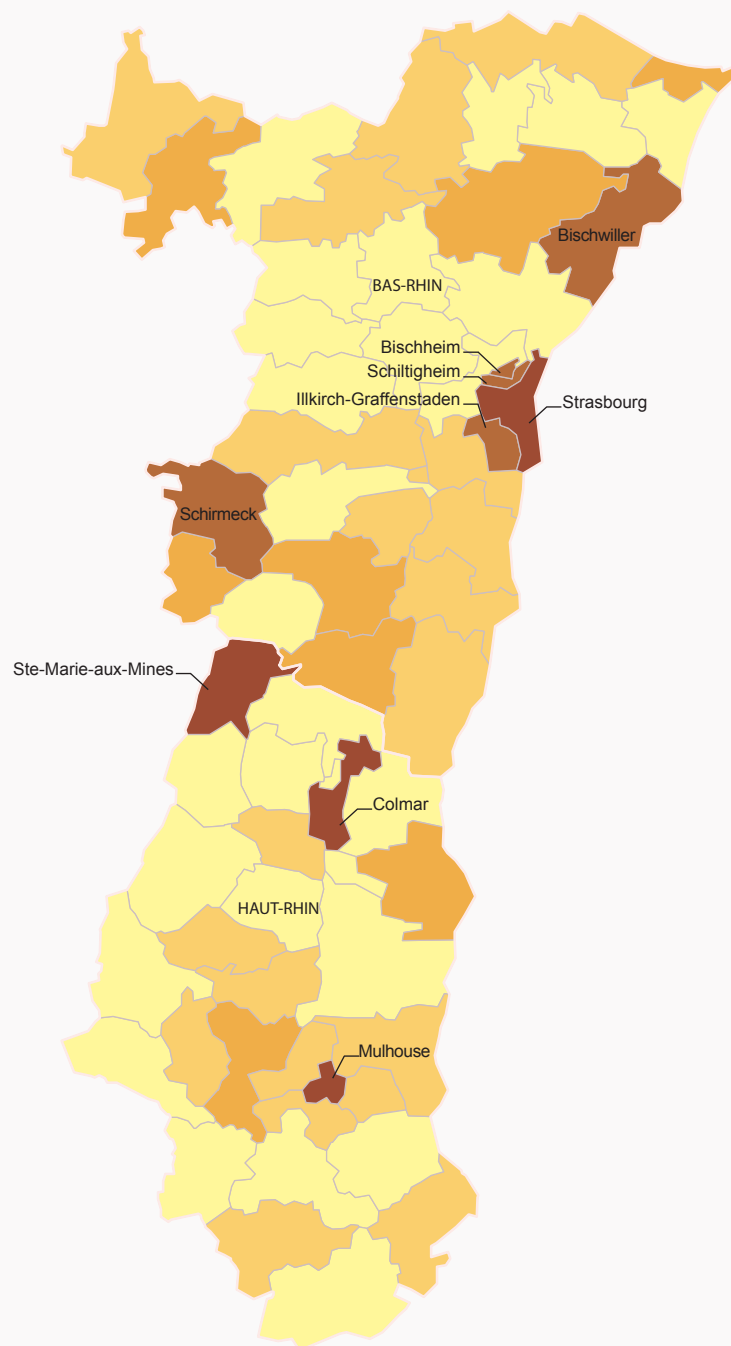 Bischwiller
BAS-RHIN
Bischheim
Schiltigheim
Illkirch-Graffenstaden
Strasbourg
Schirmeck
Ste-Marie-aux-Mines
Colmar
HAUT-RHIN
Mulhouse